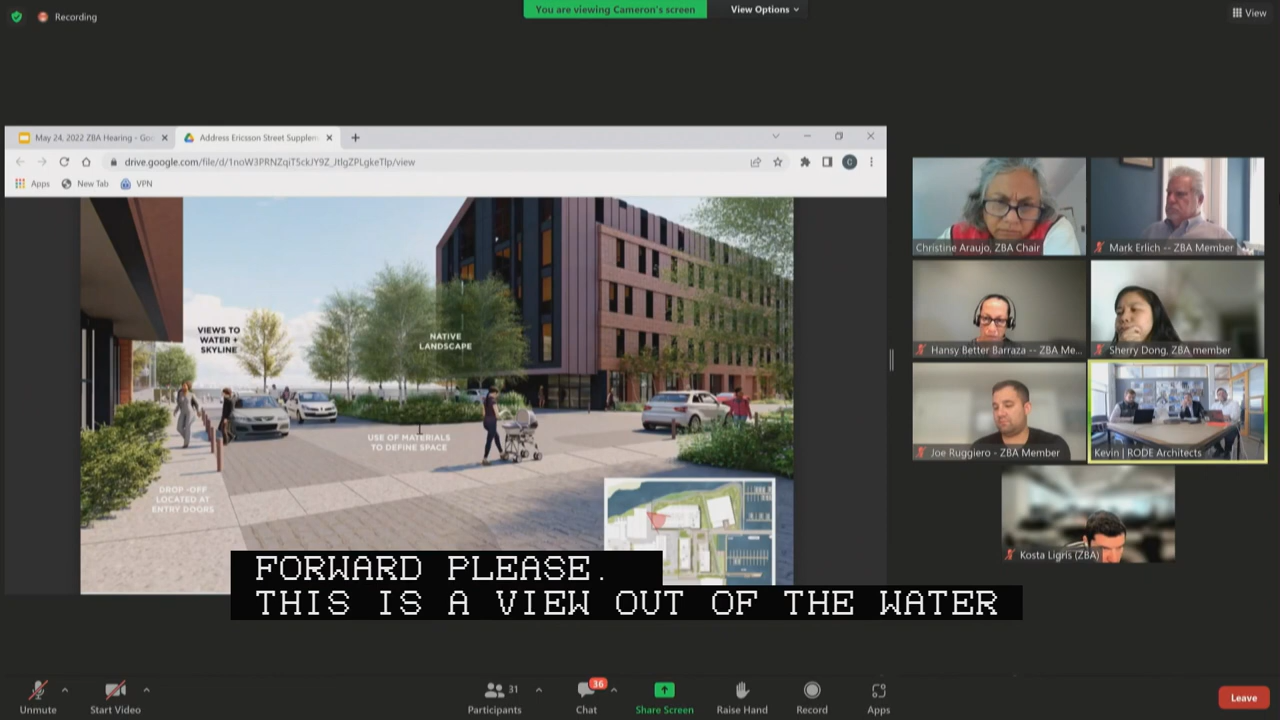 Recording
You are viewing Cameron's screen
View Options
View
May 24, 2022 ZBA Hearing - Goo
Address Ericsson Street Supplem
drive.google.com/file/d/1noW3PRNZqiT5ckJY9Z_JtlgZPLgkeTlp/view
Apps
New Tab
VPN
C
VIEWS TO
WATER +
SKYLINE
NATIVE
LANDSCAPE
USE OF MATERIALS
TO DEFINE SPACE
DROP-OFF
LOCATED AT
ENTRY DOORS
Christine Araujo, ZBA Chair
Mark Erlich -- ZBA Member
Hansy Better Barraza -- ZBA Me...
Sherry Dong, ZBA member
Joe Ruggiero - ZBA Member
Kevin | RODE Architects
Kosta Ligris (ZBA)
FORWARD PLEASE.
THIS IS A VIEW OUT OF THE WATER
Unmute
Start Video
31
Participants
36
Chat
Share Screen
Raise Hand
Record
Apps
Leave